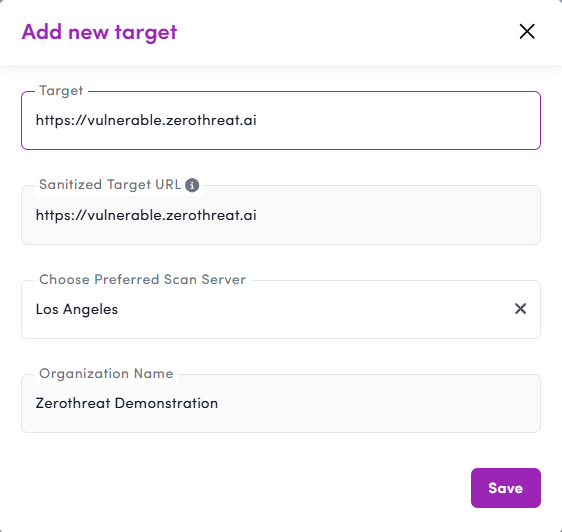 Add new target
Target
https://vulnerable.zerothreat.ai
Sanitized Target URL
https://vulnerable.zerothreat.ai
Choose Preferred Scan Server
Los Angeles
Organization Name
Zerothreat Demonstration
Save